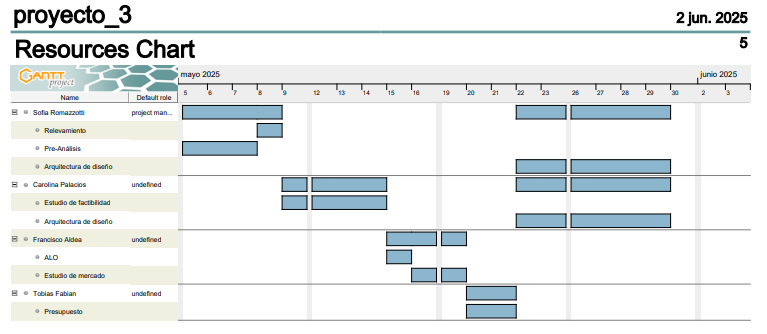 proyecto_3
2 jun. 2025
Resources Chart
5
GANTT
project
mayo 2025
junio 2025
Name Default role
5 6 7 8 9 12 13 14 15 16 19 20 21 22 23 26 27 28 29 30 2 3
Sofia Romazzotti project man...
Relevamiento
Pre-Análisis
Arquitectura de diseño
Carolina Palacios undefined
Estudio de factibilidad
Arquitectura de diseño
Francisco Aldea undefined
ALO
Estudio de mercado
Tobias Fabian undefined
Presupuesto